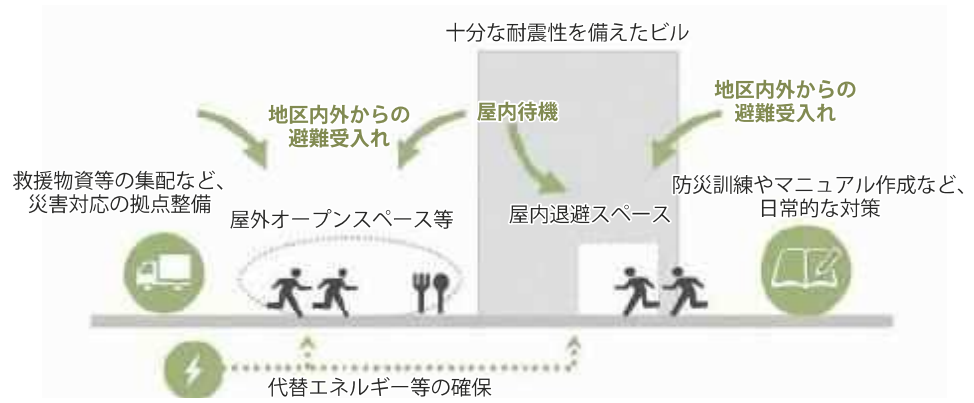 十分な耐震性を備えたビル
地区内外からの
避難受入れ
屋内待機
地区内外からの
避難受入れ
救援物資等の集配など、
災害対応の拠点整備
屋外オープンスペース等
屋内退避スペース
防災訓練やマニュアル作成など、
日常的な対策
代替エネルギー等の確保